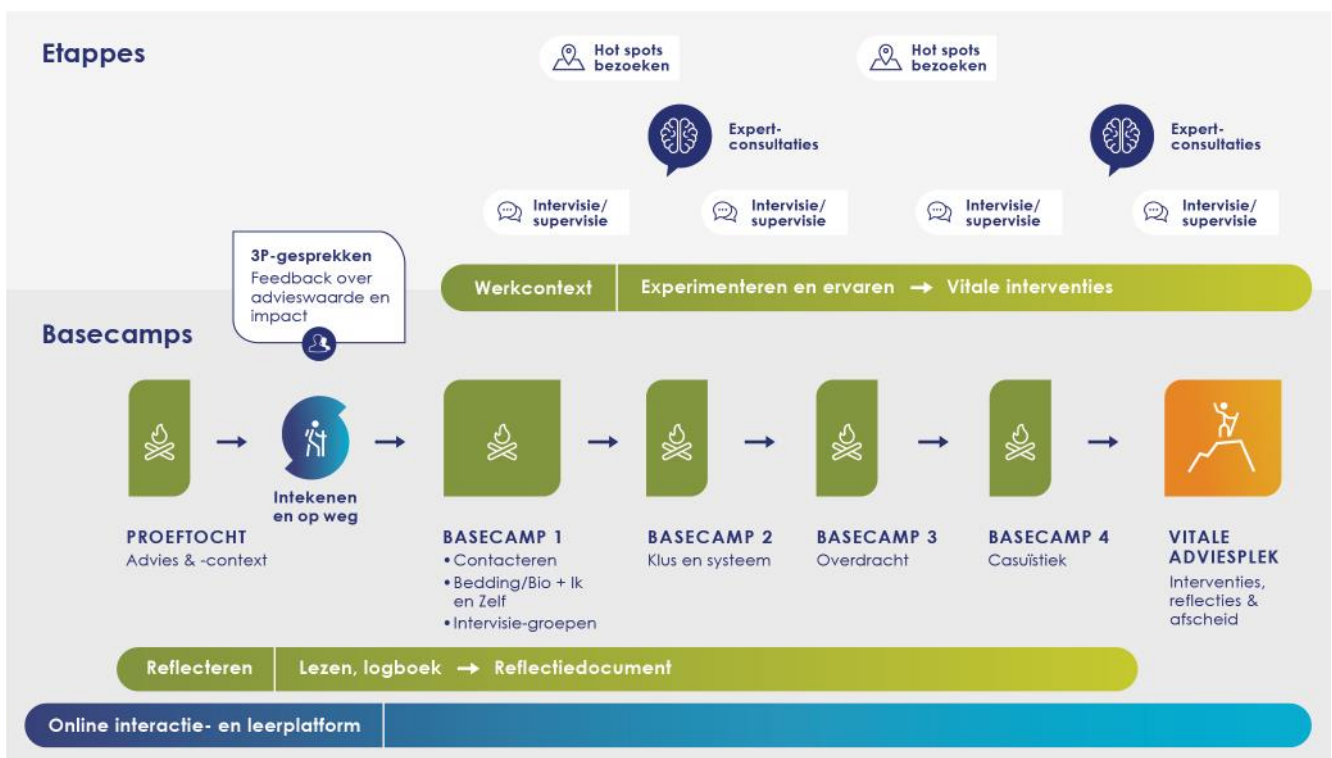 Etappes
Hot spots
bezoeken
Hot spots
bezoeken
Expert-
consultaties
Expert-
consultaties
Intervisie/
supervisie
Intervisie/
supervisie
Intervisie/
supervisie
Intervisie/
supervisie
3P-gesprekken
Feedback over
advieswaarde en
impact
Werkcontext
Experimenteren en ervaren → Vitale interventies
Basecamps
Intekenen
en op weg
PROEFTOCHT
Advies & -context
BASECAMP 1
• Contacteren
• Bedding/Bio + Ik
en Zelf
• Intervisie-groepen
BASECAMP 2
Klus en systeem
BASECAMP 3
Overdracht
BASECAMP 4
Casuïstiek
VITALE
ADVIESPLEK
Interventies,
reflecties &
afscheid
Reflecteren
Lezen, logboek → Reflectiedocument
Online interactie- en leerplatform